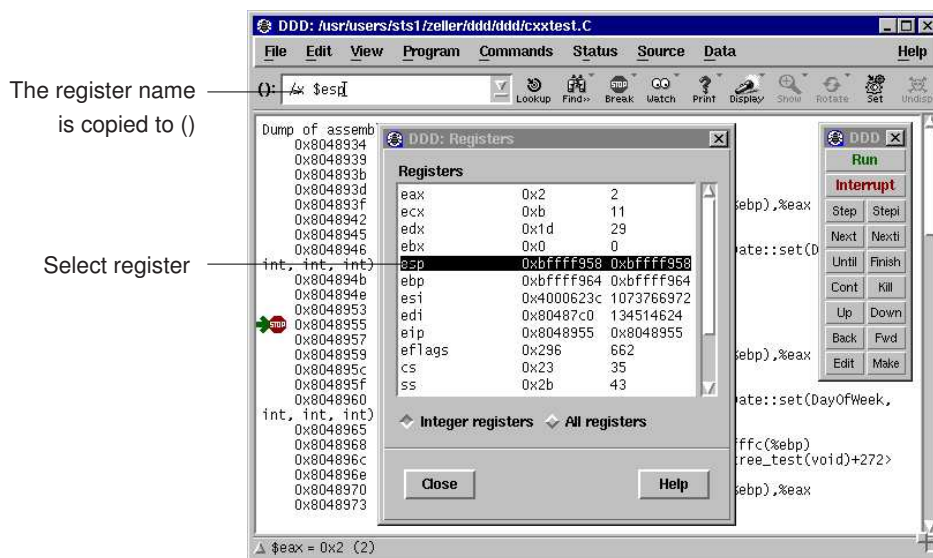 DDD: /usr/users/sts1/zeller/ddd/ddd/cxxtest.C
File Edit View Program Commands Status Source Data Help
The register name
is copied to ()
(): /x $esp
Lookup Find» Break Watch Print Display Show Rotate Set Undisp
Dump of assemb
0x8048934
0x8048939
0x804893b
0x804893d
0x804893f
0x8048942
0x8048945
0x8048946
int, int, int)
0x804894b
0x804894e
0x8048953
STOP
0x8048955
0x8048957
0x8048959
0x804895c
0x804895f
0x8048960
int, int, int)
0x8048965
0x8048968
0x804896c
0x804896e
0x8048970
0x8048973
Select register
DDD: Registers
Registers
eax 0x2 2
ecx 0xb 11
edx 0x1d 29
ebx 0x0 0
esp 0xbffff958 0xbffff958
ebp 0xbffff964 0xbffff964
esi 0x4000623c 1073766972
edi 0x80487c0 134514624
eip 0x8048955 0x8048955
eflags 0x296 662
cs 0x23 35
ss 0x2b 43
Integer registers All registers
Close Help
%ebp),%eax
ate::set(D
%ebp),%eax
ate::set(DayOfWeek,
fffc(%ebp)
tree_test(void)+272>
%ebp),%eax
DDD
Run
Interrupt
Step Stepi
Next Nexti
Until Finish
Cont Kill
Up Down
Back Fwd
Edit Make
$eax = 0x2 (2)